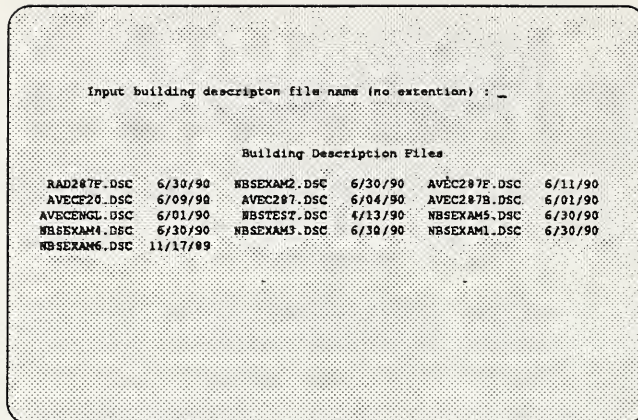 Input building descripton file name (no extention) : _
Building Description Files
RAD287F.DSC 6/30/90 NBSEXAM2.DSC 6/30/90 AVEC287F.DSC 6/11/90
AVECF20.DSC 6/09/90 AVEC287.DSC 6/04/90 AVEC287B.DSC 6/01/90
AVECENGL.DSC 6/01/90 NBSTEST.DSC 4/13/90 NBSEXAM5.DSC 6/30/90
NBSEXAM4.DSC 6/30/90 NBSEXAM3.DSC 6/30/90 NBSEXAM1.DSC 6/30/90
NBSEXAM6.DSC 11/17/89